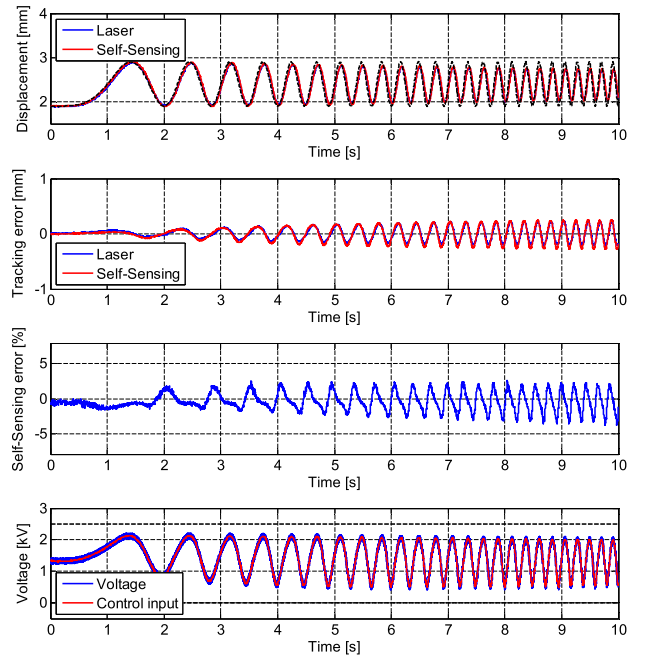 Displacement [mm]
4
3
2
Laser
Self-Sensing
0 1 2 3 4 5 6 7 8 9 10
Time [s]
Tracking error [mm]
1
0
-1
Laser
Self-Sensing
0 1 2 3 4 5 6 7 8 9 10
Time [s]
Self-Sensing error [%]
5
0
-5
0 1 2 3 4 5 6 7 8 9 10
Time [s]
Voltage [kV]
3
2
1
0
Voltage
Control input
0 1 2 3 4 5 6 7 8 9 10
Time [s]